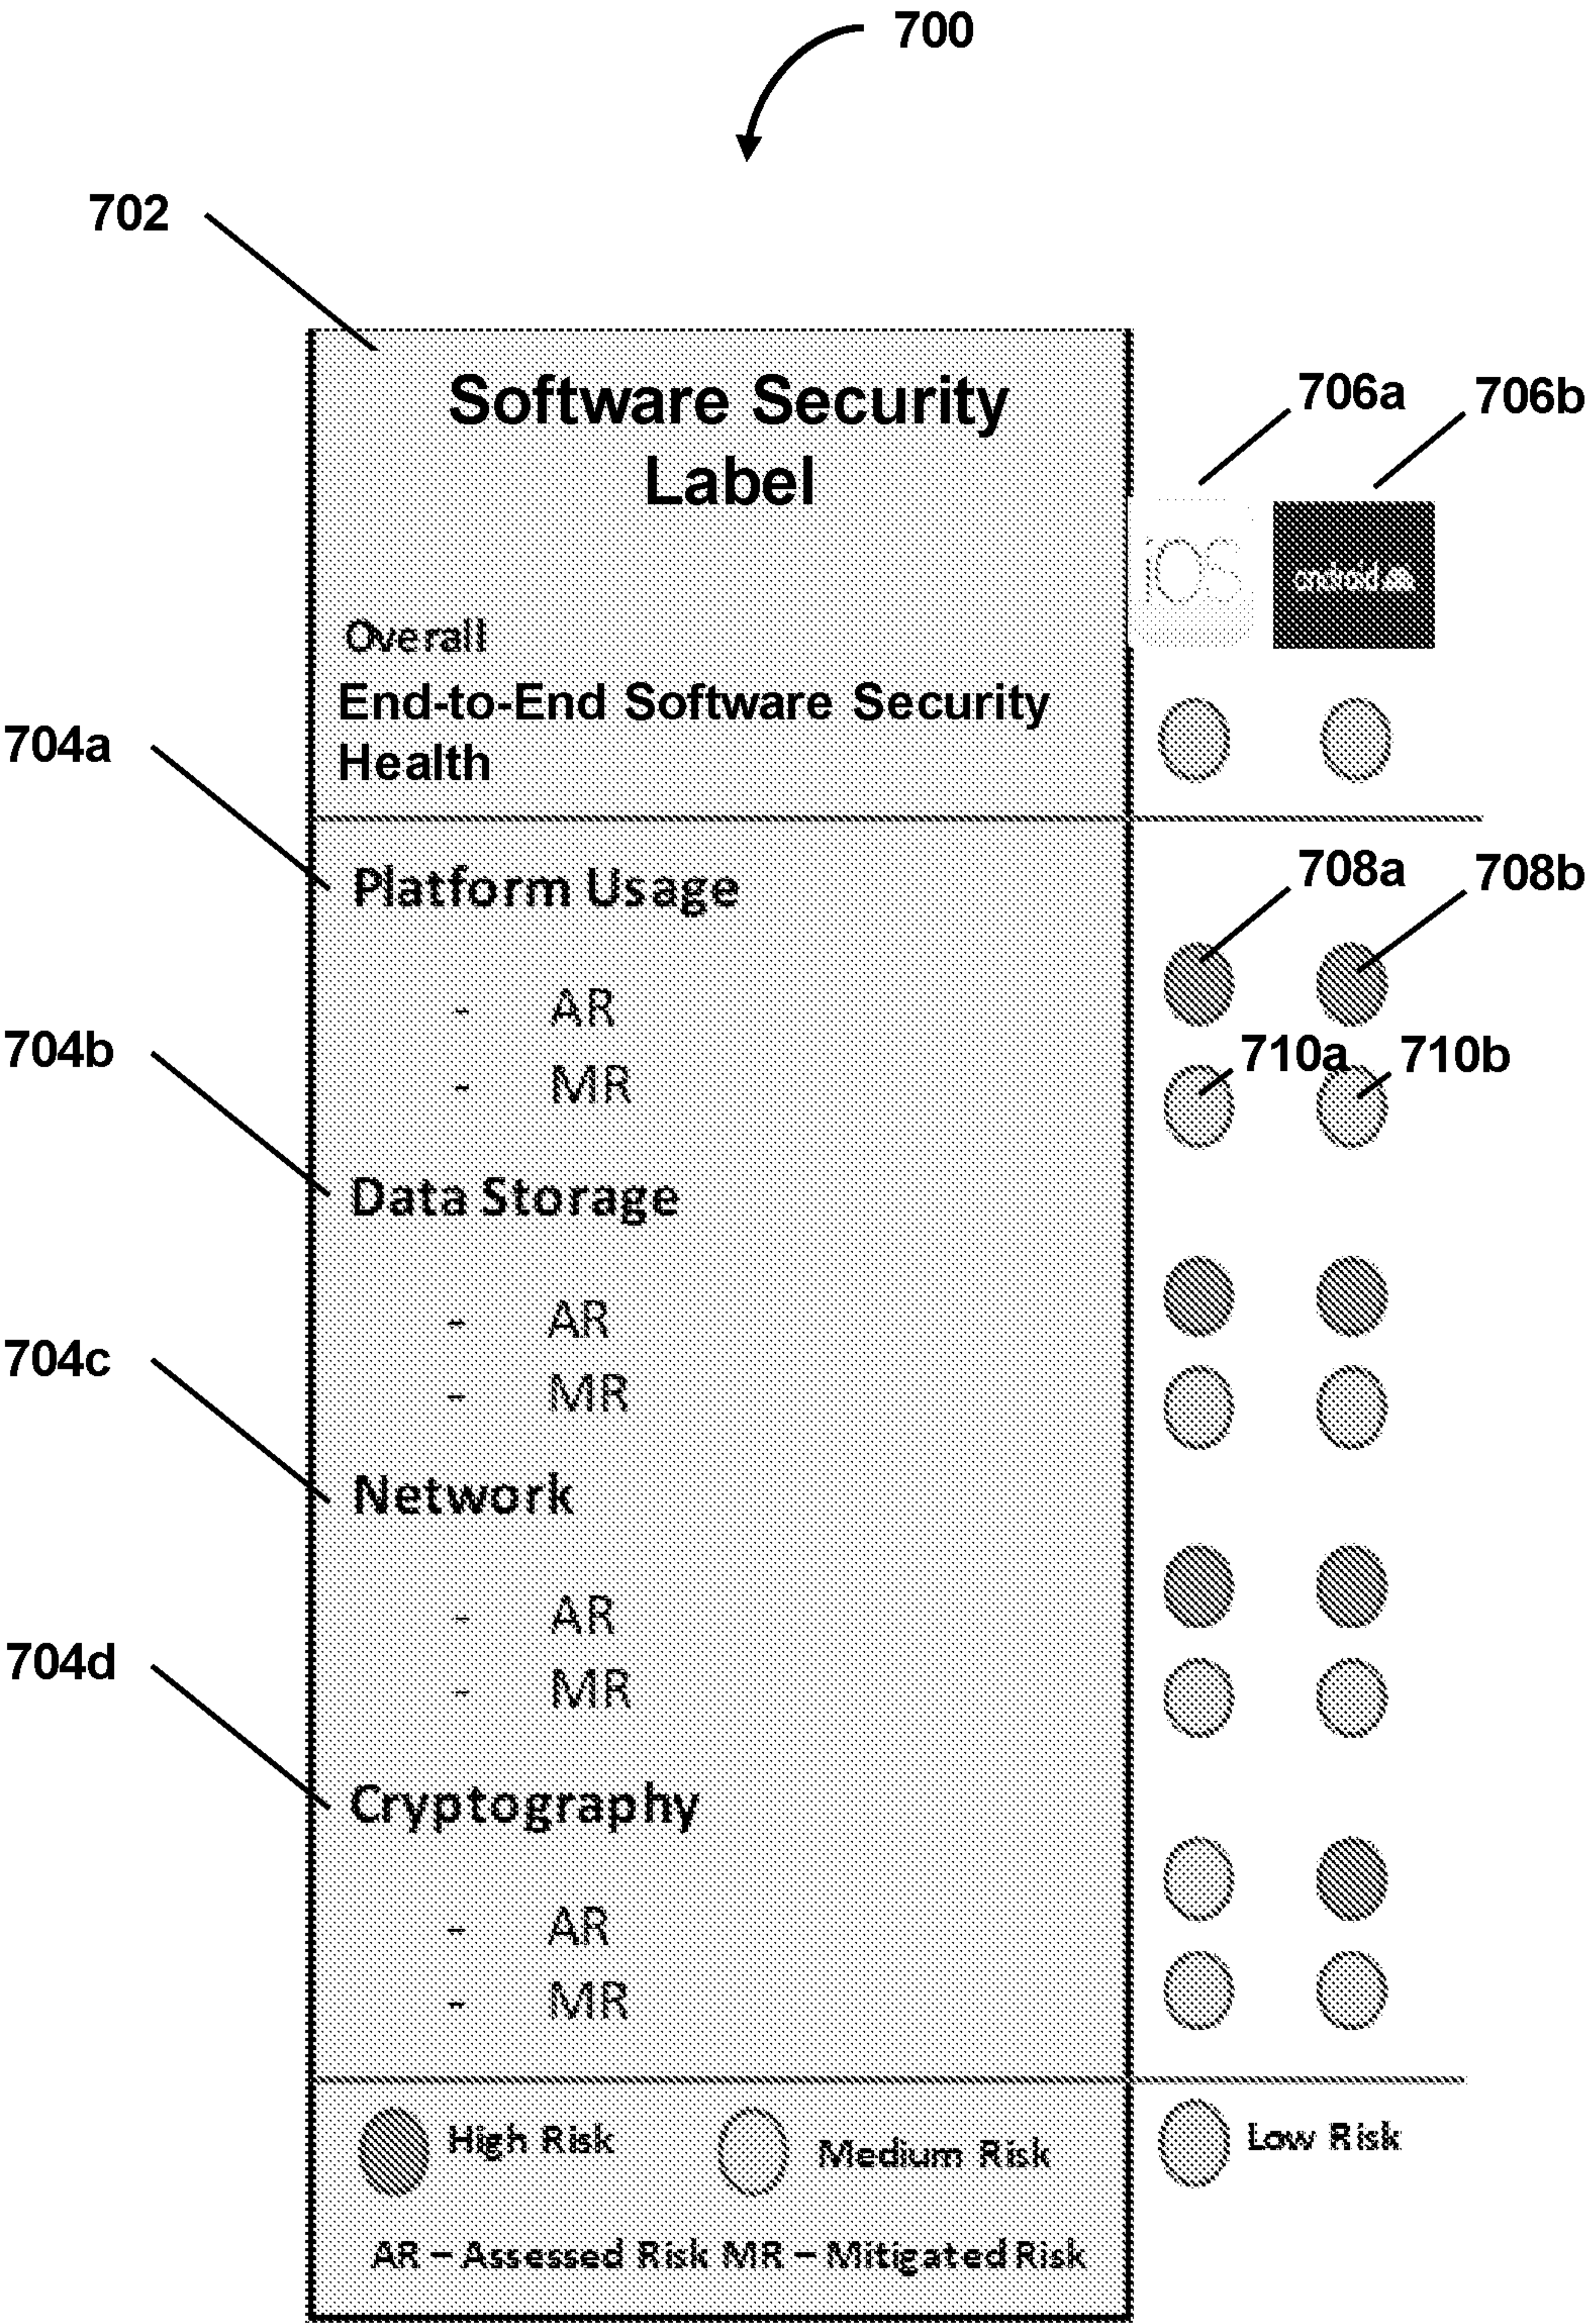 700
702
Software Security
Label
706a
706b
iOS
Overall
End-to-End Software Security
Health
704a
Platform Usage
708a
708b
- AR
704b
710a
710b
- MR
Data Storage
- AR
704c
- MR
Network
- AR
704d
- MR
Cryptography
- AR
- MR
High Risk
Medium Risk
Low Risk
AR – Assessed Risk MR – Mitigated Risk